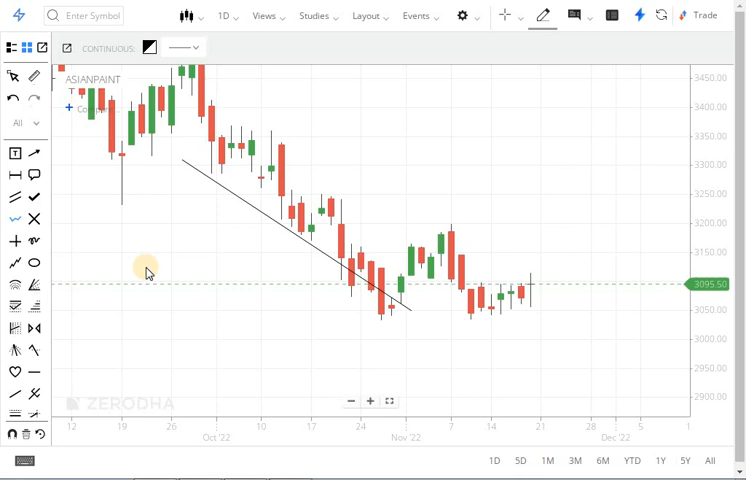 Enter Symbol
1D
Views
Studies
Layout
Events
Trade
CONTINUOUS:
ASIANPAINT
All
T
3450.00
3400.00
3350.00
3300.00
3250.00
3200.00
3150.00
3095.50
3050.00
3000.00
2950.00
2900.00
ZERODHA
12 19 26 10 17 24 7 14 21 28 5 1
Oct '22 Nov '22 Dec '22
1D 5D 1M 3M 6M YTD 1Y 5Y All